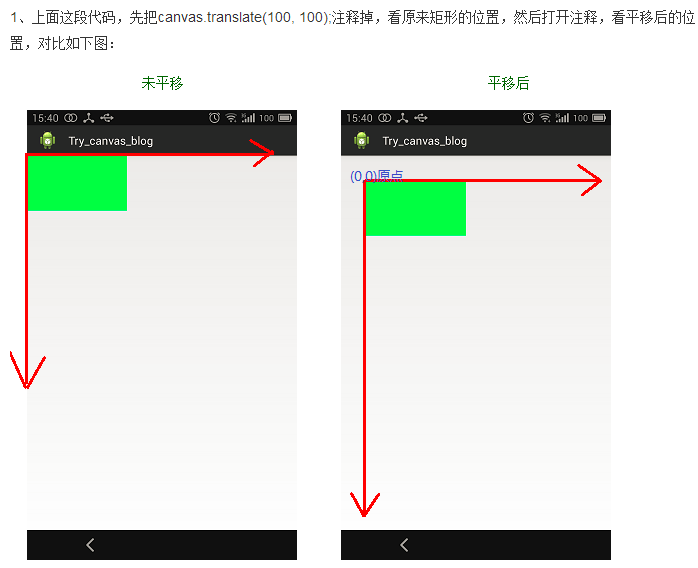 1、上面这段代码，先把canvas.translate(100, 100);注释掉，看原来矩形的位置，然后打开注释，看平移后的位
置，对比如下图：
未平移 平移后
15:40 100 15:40 100
Try_canvas_blog Try_canvas_blog
(0,0)原点